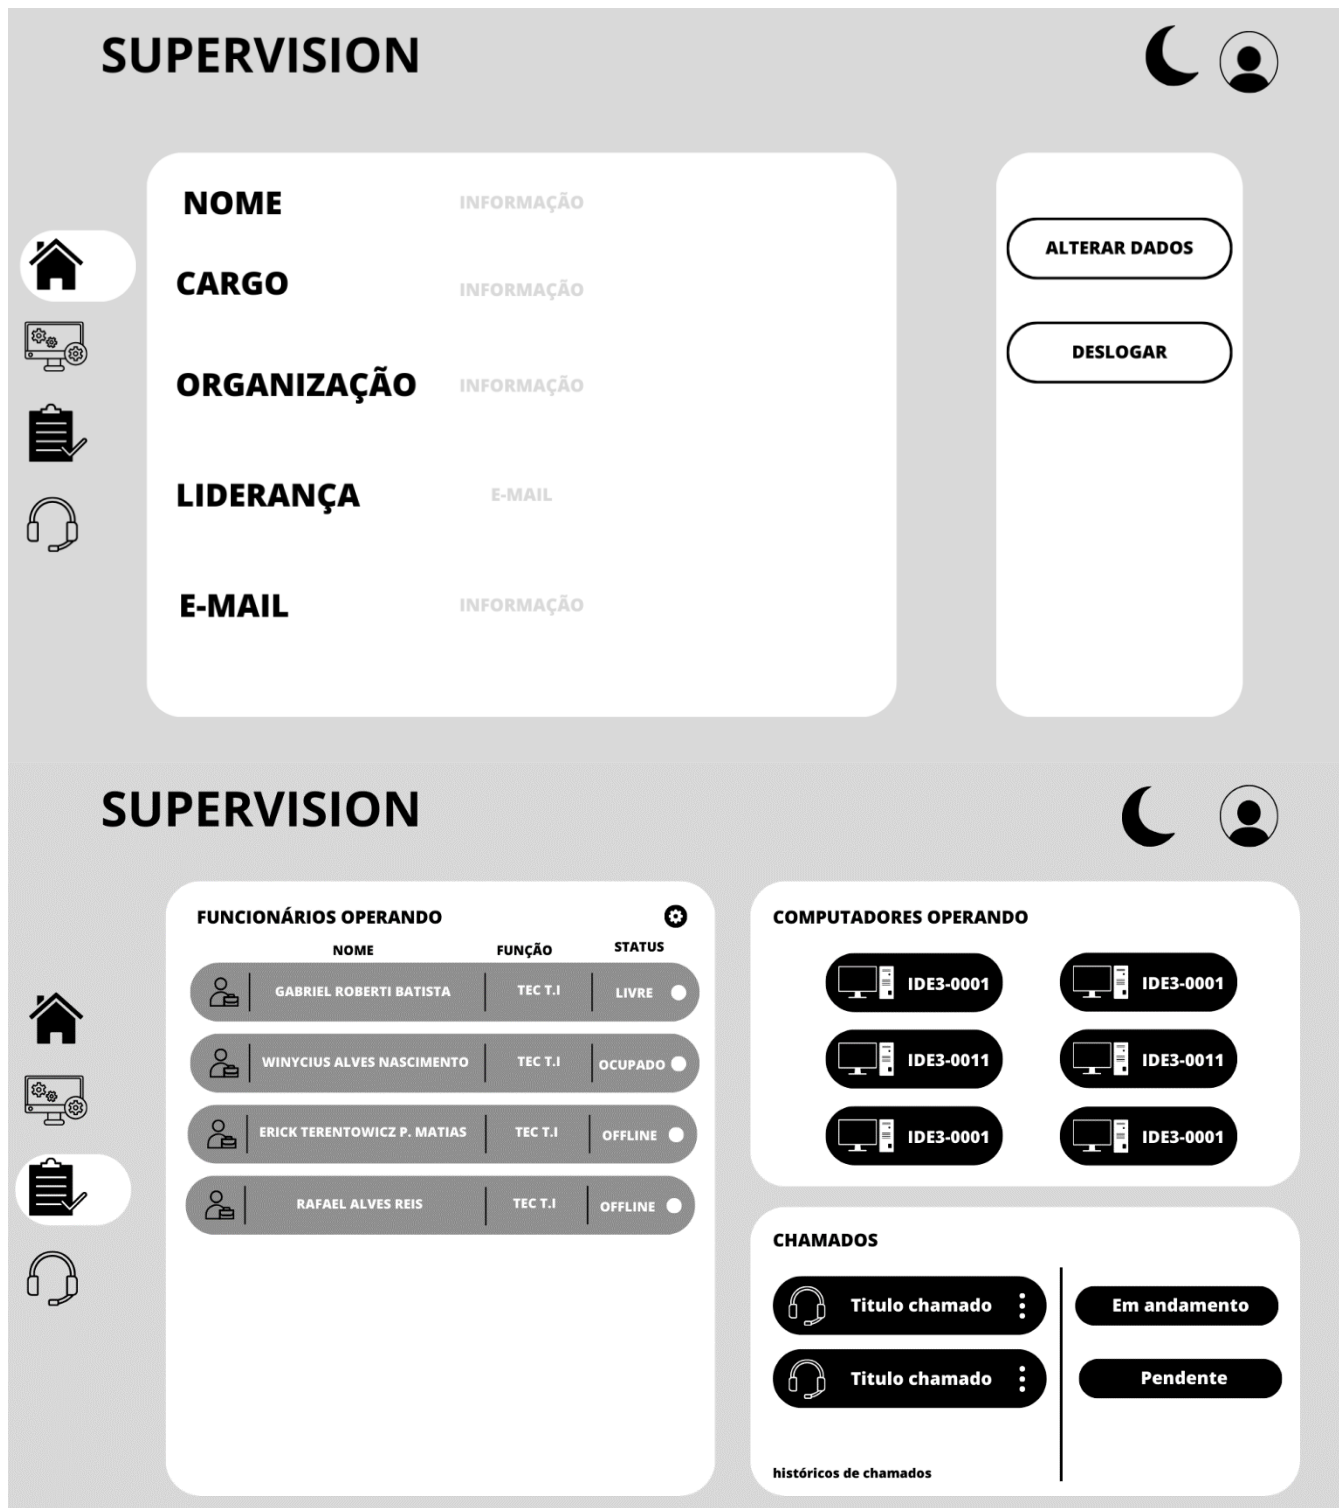 SUPERVISION
NOME INFORMAÇÃO
CARGO INFORMAÇÃO
ORGANIZAÇÃO INFORMAÇÃO
LIDERANÇA E-MAIL
E-MAIL INFORMAÇÃO
ALTERAR DADOS
DESLOGAR
SUPERVISION
FUNCIONÁRIOS OPERANDO
NOME FUNÇÃO STATUS
GABRIEL ROBERTI BATISTA TEC T.I LIVRE
WINYCIUS ALVES NASCIMENTO TEC T.I OCUPADO
ERICK TERENTOWICZ P. MATIAS TEC T.I OFFLINE
RAFAEL ALVES REIS TEC T.I OFFLINE
COMPUTADORES OPERANDO
IDE3-0001 IDE3-0001
IDE3-0011 IDE3-0011
IDE3-0001 IDE3-0001
CHAMADOS
Titulo chamado Em andamento
Titulo chamado Pendente
históricos de chamados